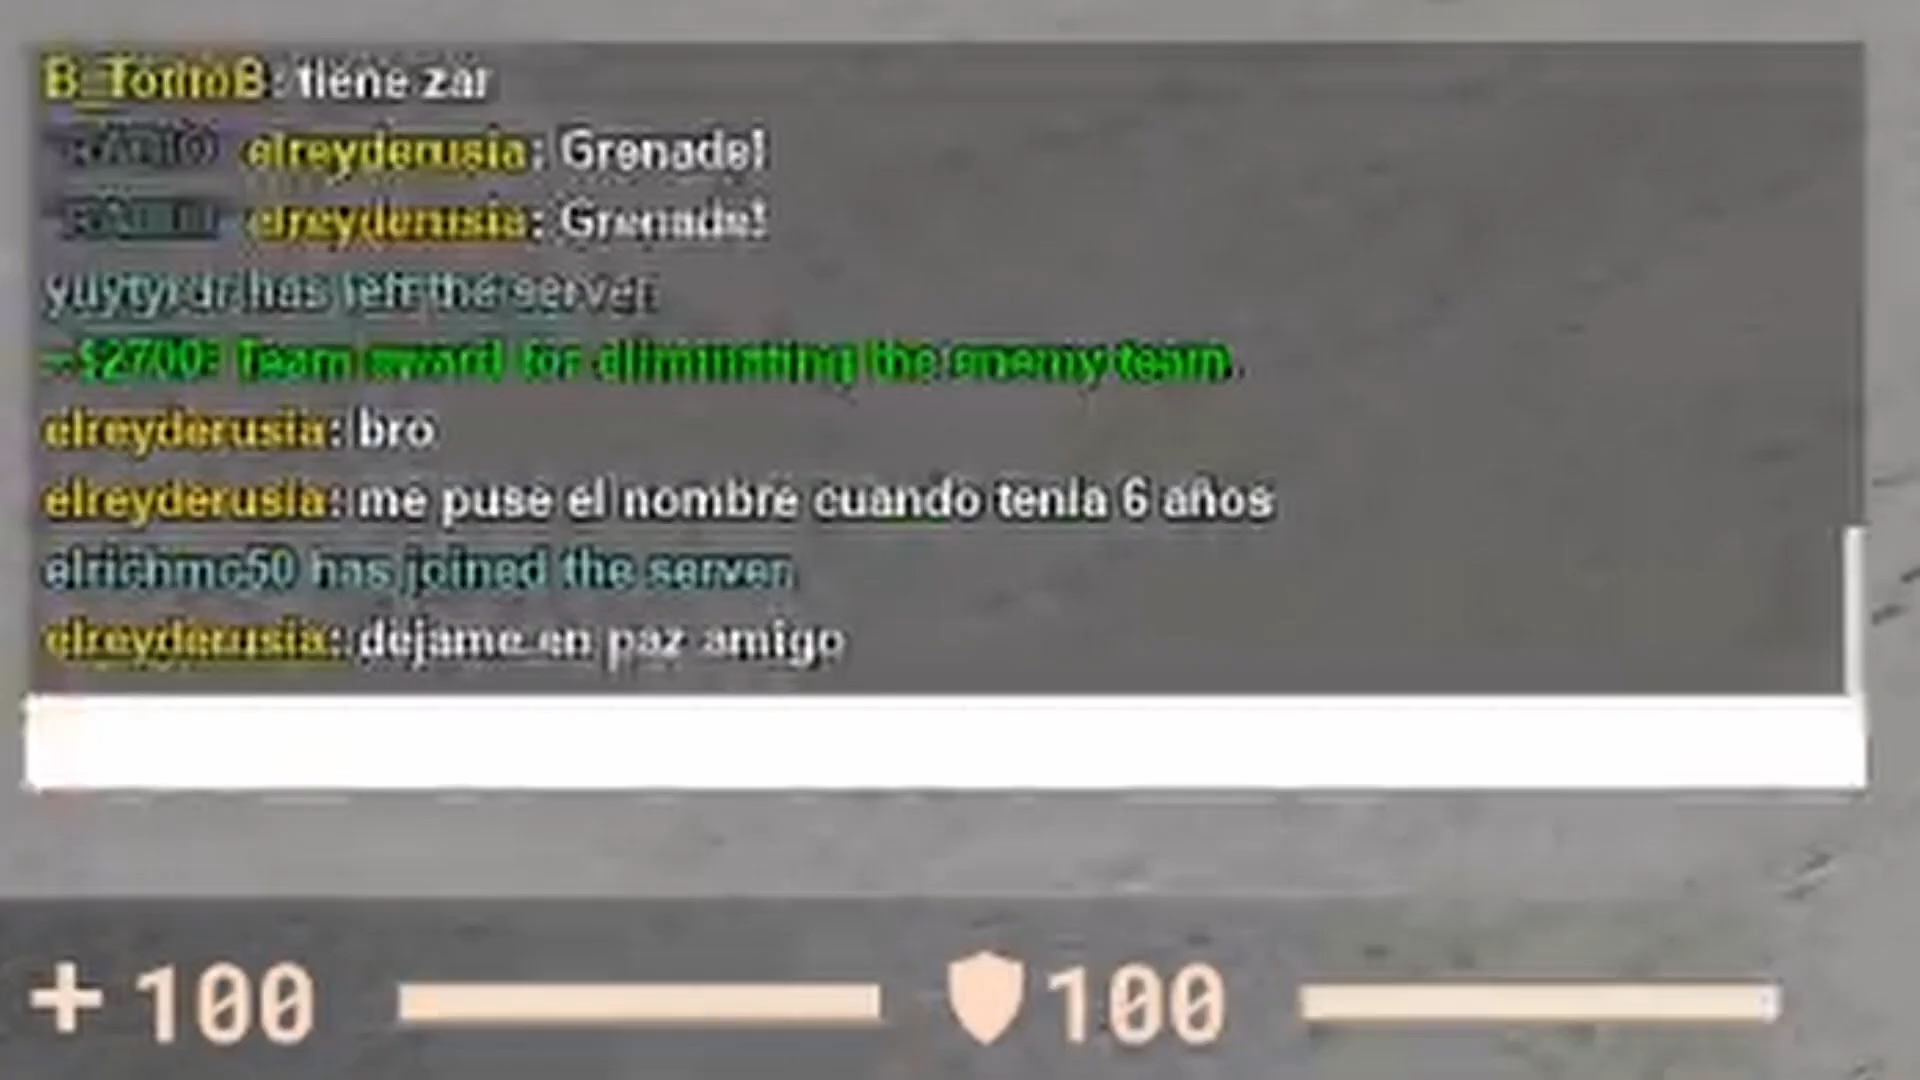 B_TotitoB: tiene zar
elreyderusia: Grenade!
elreyderusia: Grenade!
has left the server
+$2700: Team award for eliminating the enemy team.
elreyderusia: bro
elreyderusia: me puse el nombre cuando tenia 6 años
elrichmc50 has joined the server
elreyderusia: dejame en paz amigo
100 100